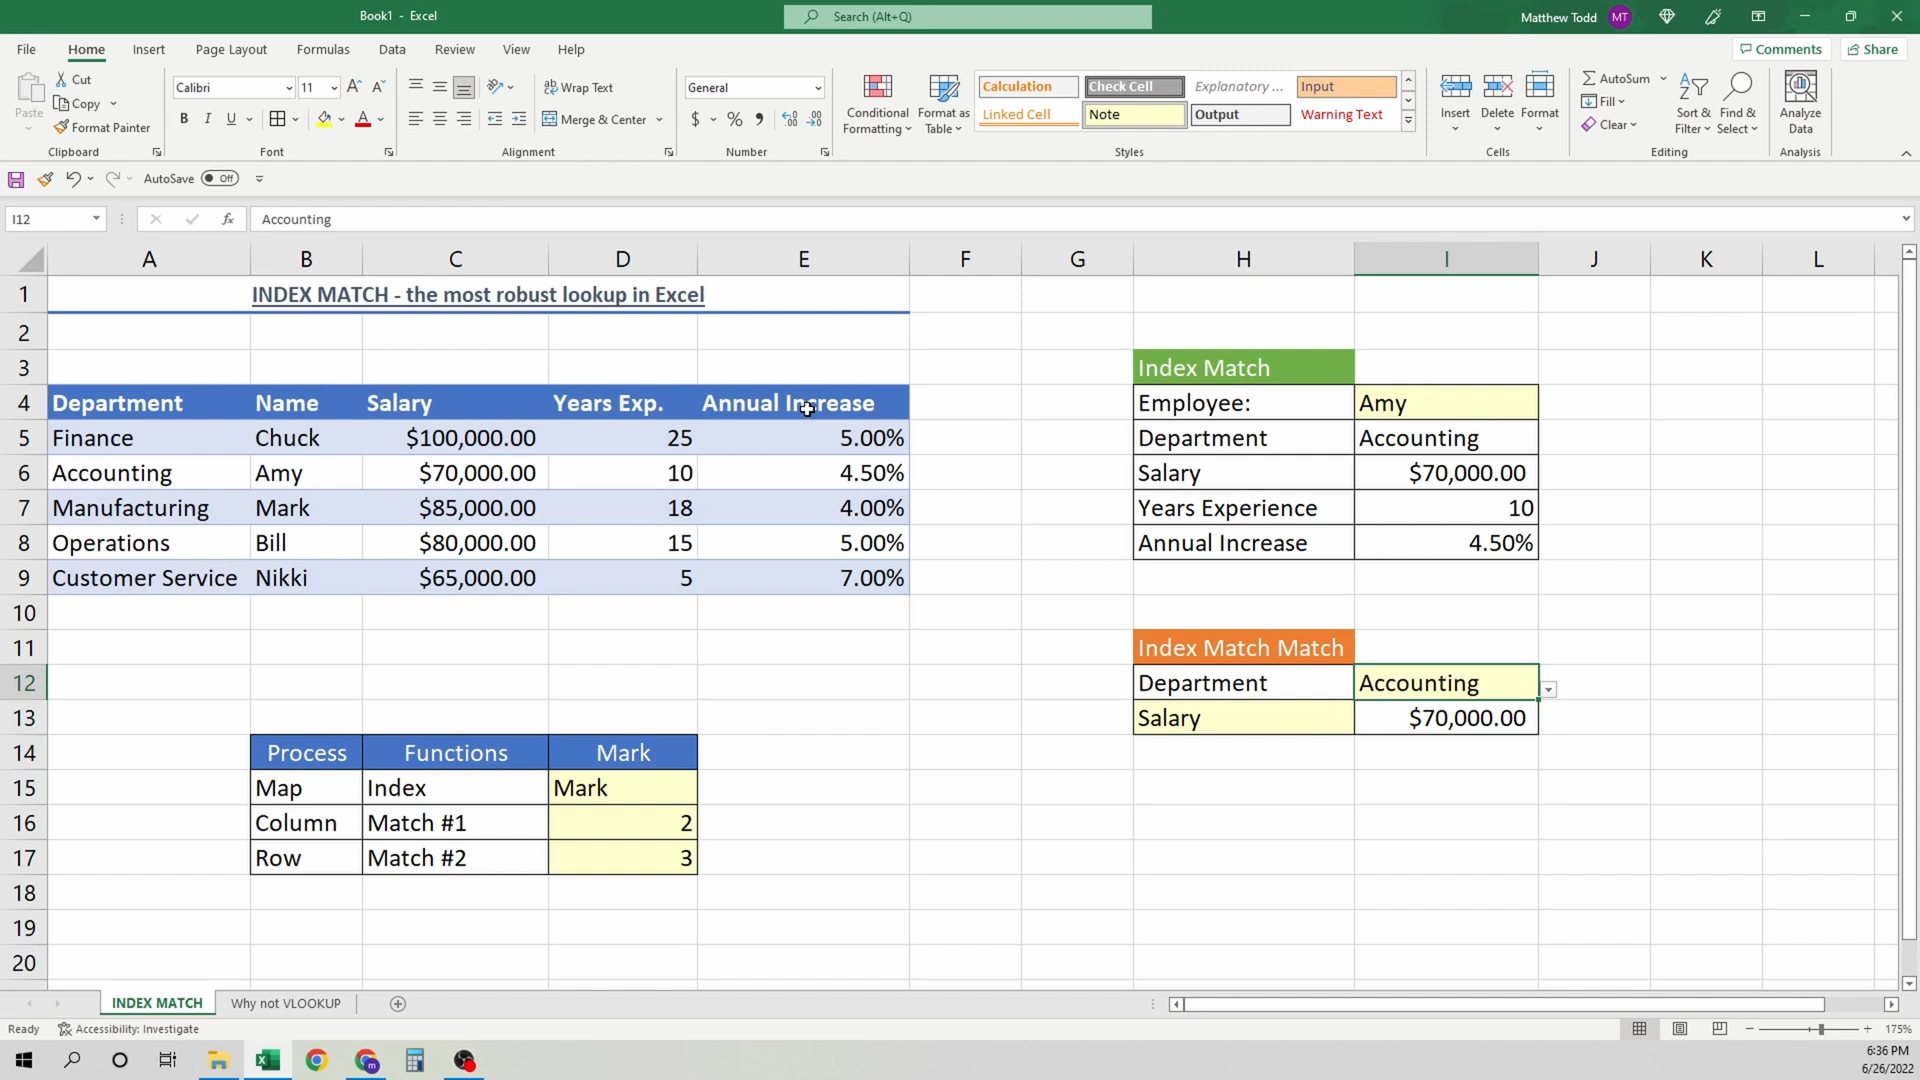 Book1 - Excel
Search (Alt+Q)
Matthew Todd
MT
File Home Insert Page Layout Formulas Data Review View Help
Comments
Share
Paste
Cut
Copy
Format Painter
Clipboard
Calibri 11
B I U
Font
Wrap Text
Merge & Center
Alignment
General
$ % 9
Number
Conditional Formatting
Format as Table
Calculation Check Cell Explanatory ... Input
Linked Cell Note Output Warning Text
Styles
Insert Delete Format
Cells
AutoSum
Fill
Clear
Sort & Filter
Find & Select
Editing
Analyze Data
Analysis
AutoSave Off
I12
fx
Accounting
A B C D E F G H I J K L
1 INDEX MATCH - the most robust lookup in Excel
2
3 Index Match
4 Department Name Salary Years Exp. Annual Increase Employee: Amy
5 Finance Chuck $100,000.00 25 5.00% Department Accounting
6 Accounting Amy $70,000.00 10 4.50% Salary $70,000.00
7 Manufacturing Mark $85,000.00 18 4.00% Years Experience 10
8 Operations Bill $80,000.00 15 5.00% Annual Increase 4.50%
9 Customer Service Nikki $65,000.00 5 7.00%
10
11 Index Match Match
12 Department Accounting
13 Salary $70,000.00
14 Process Functions Mark
15 Map Index Mark
16 Column Match #1 2
17 Row Match #2 3
18
19
20
INDEX MATCH Why not VLOOKUP
Ready Accessibility: Investigate
175%
6:36 PM
6/26/2022